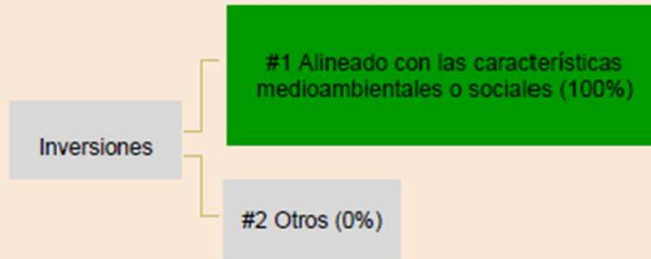 #1 Alineado con las características
medioambientales o sociales (100%)
Inversiones
#2 Otros (0%)